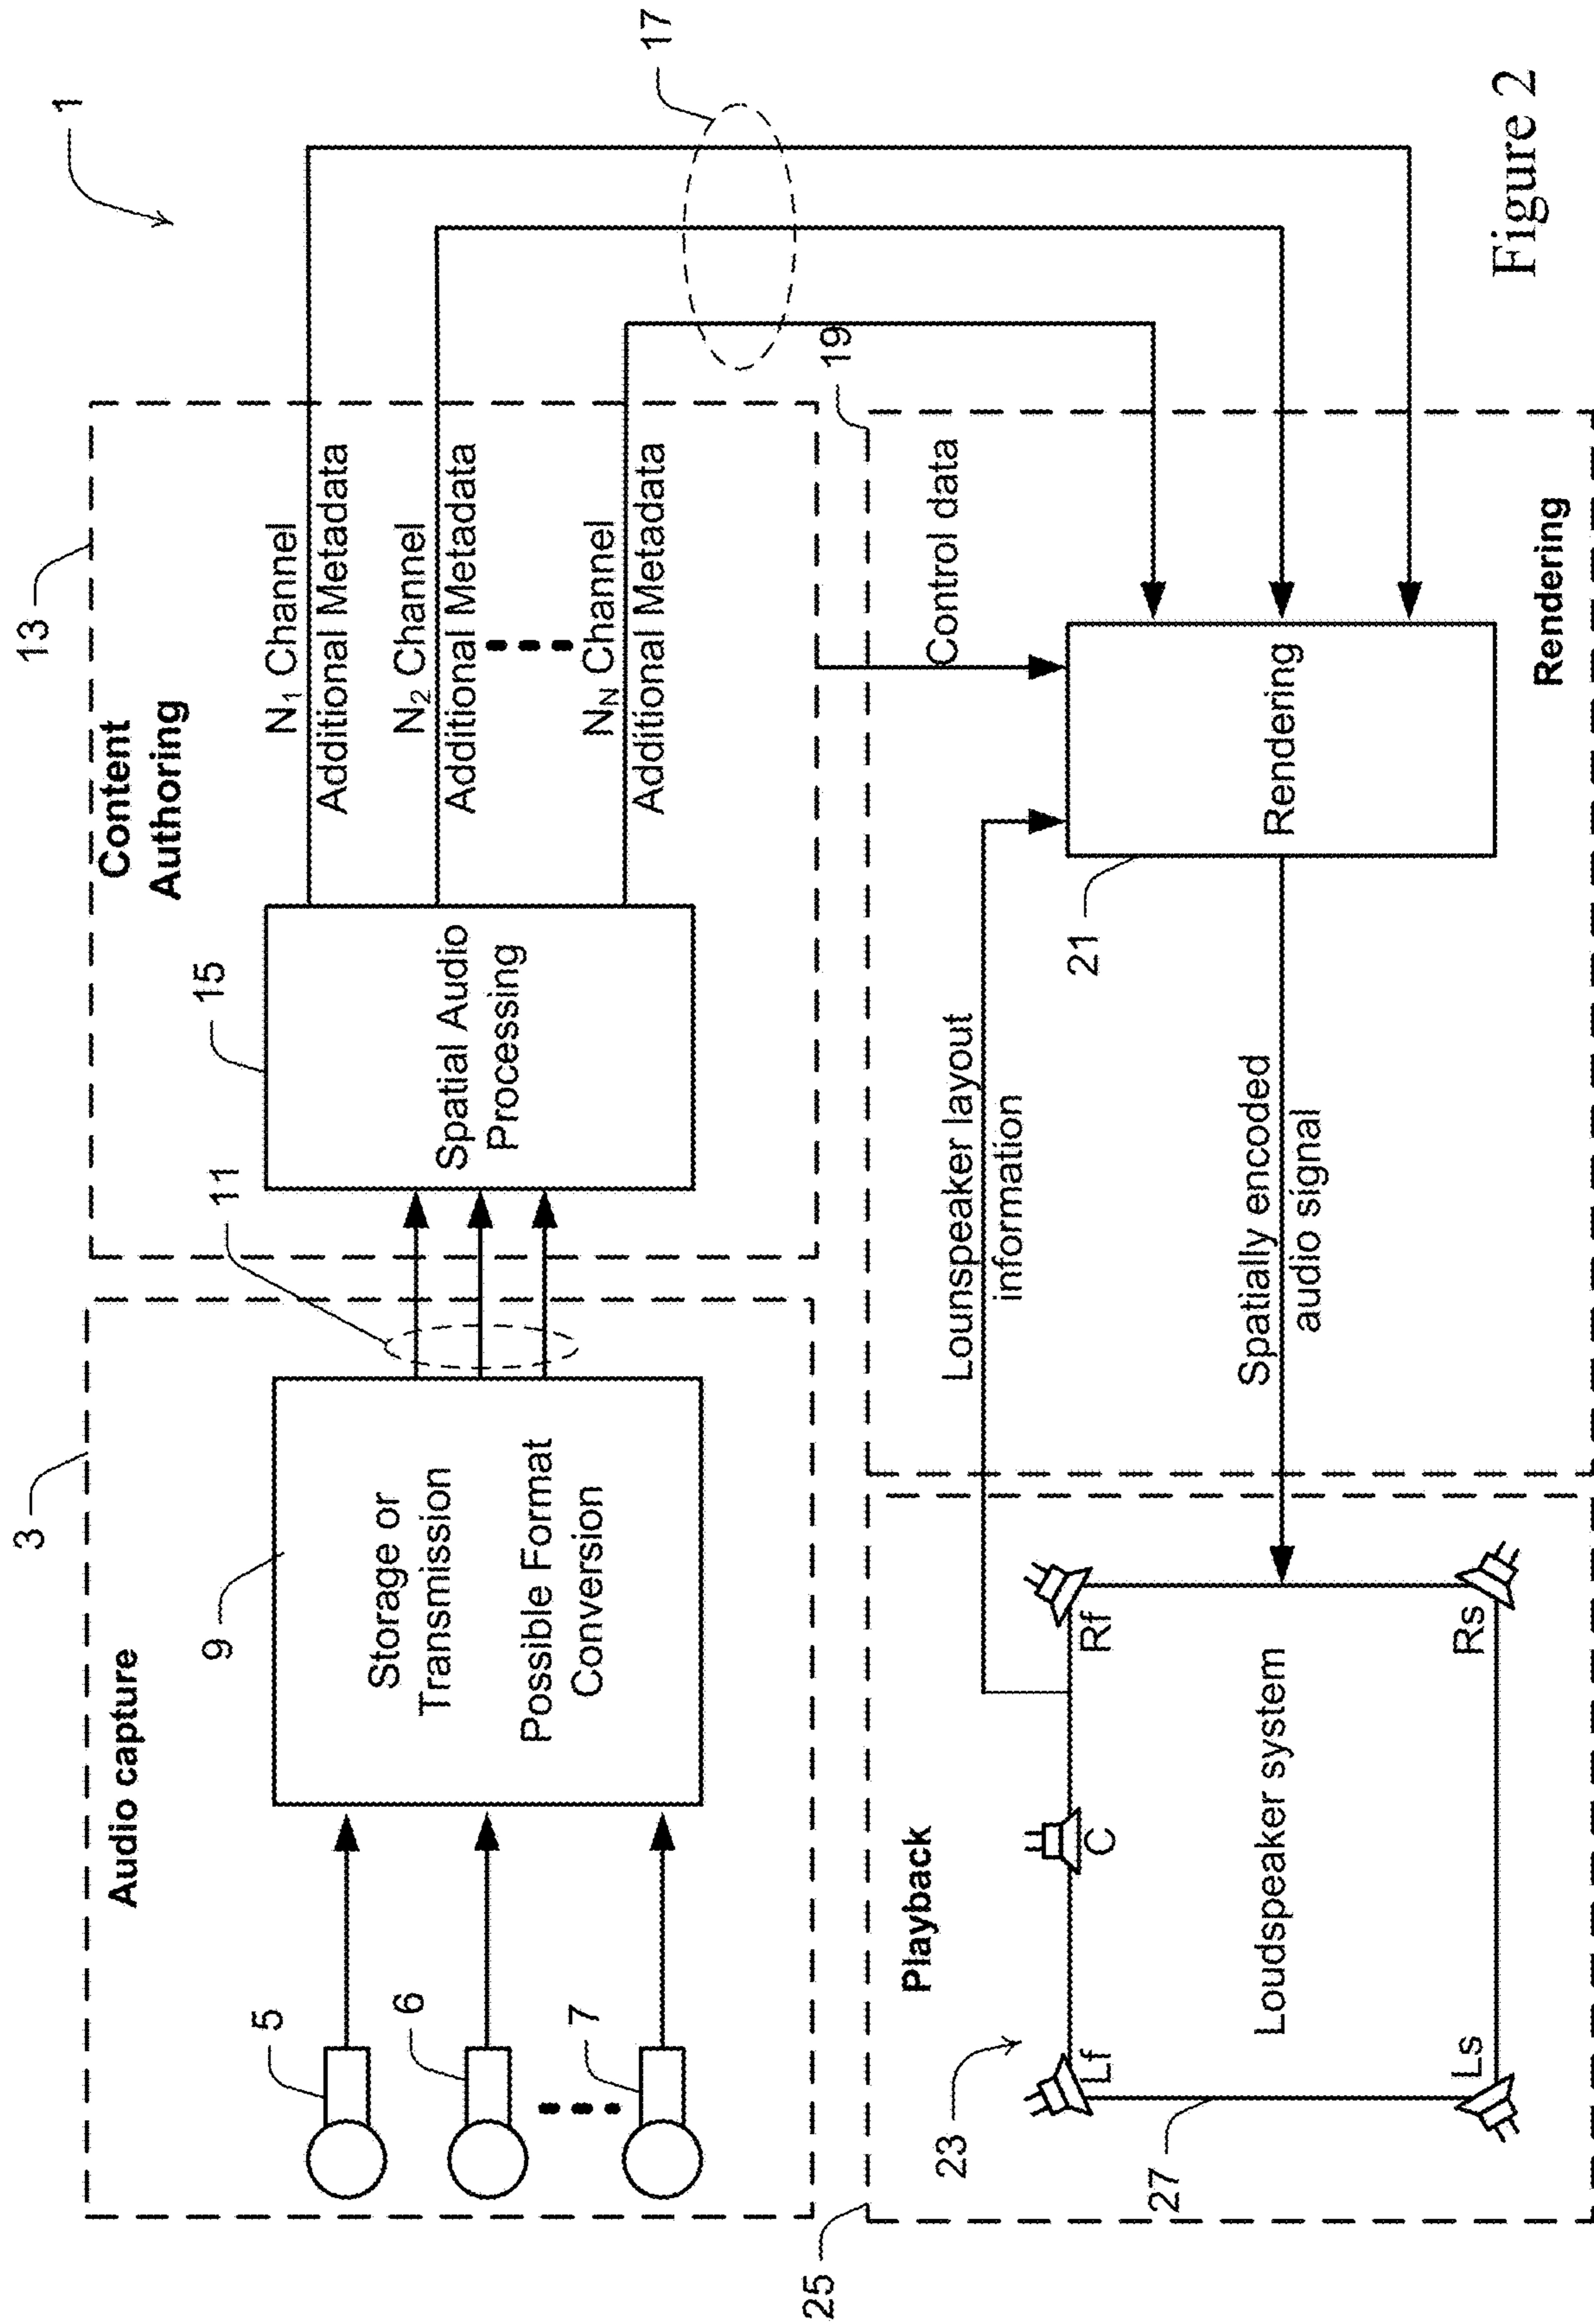 1
3
Audio capture
5
6
7
9
Storage or
Transmission
Possible Format
Conversion
11
13
Content
Authoring
15
Spatial Audio
Processing
N1 Channel
Additional Metadata
N2 Channel
Additional Metadata
NN Channel
Additional Metadata
17
25
Playback
23
Lf
C
Rf
27
Loudspeaker system
Ls
Rs
19
Lounspeaker layout
information
Control data
21
Rendering
Spatially encoded
audio signal
Rendering
Figure 2